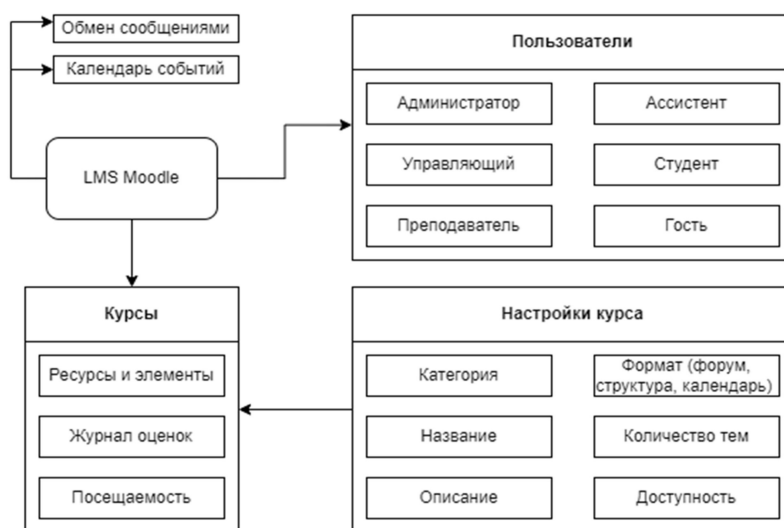 Обмен сообщениями
Календарь событий
LMS Moodle
Пользователи
Администратор
Ассистент
Управляющий
Студент
Преподаватель
Гость
Курсы
Ресурсы и элементы
Журнал оценок
Посещаемость
Настройки курса
Категория
Формат (форум,
структура, календарь)
Название
Количество тем
Описание
Доступность